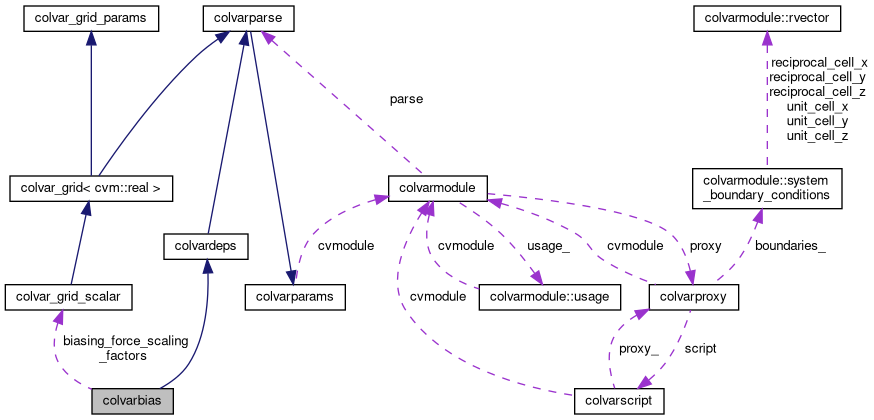 colvar_grid_params
colvarparse
colvarmodule::rvector
reciprocal_cell_x
reciprocal_cell_y
reciprocal_cell_z
unit_cell_x
unit_cell_y
unit_cell_z
parse
colvar_grid< cvm::real >
colvarmodule
colvarmodule::system
_boundary_conditions
colvardeps
cvmodule
cvmodule
usage_
cvmodule
proxy
boundaries_
colvar_grid_scalar
colvarparams
cvmodule
colvarmodule::usage
colvarproxy
biasing_force_scaling
_factors
proxy_
script
colvarbias
colvarscript